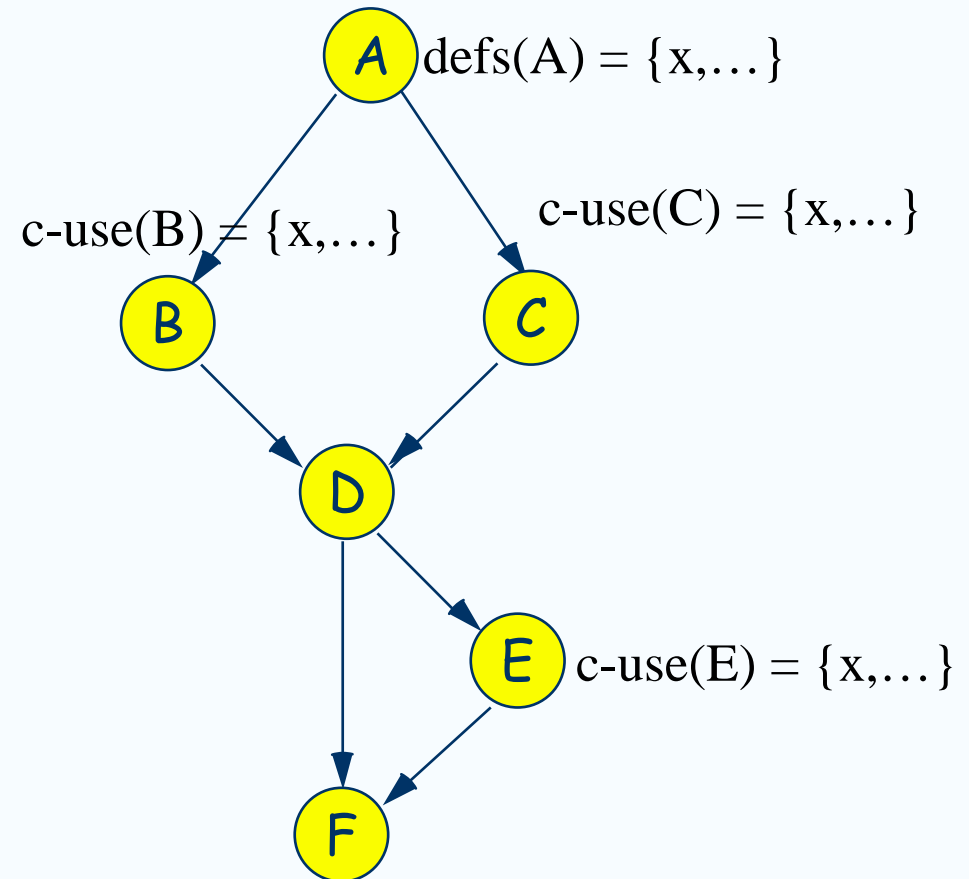 A defs(A) = {x,…}
c-use(B) = {x,…} c-use(C) = {x,…}
B C
D
E c-use(E) = {x,…}
F